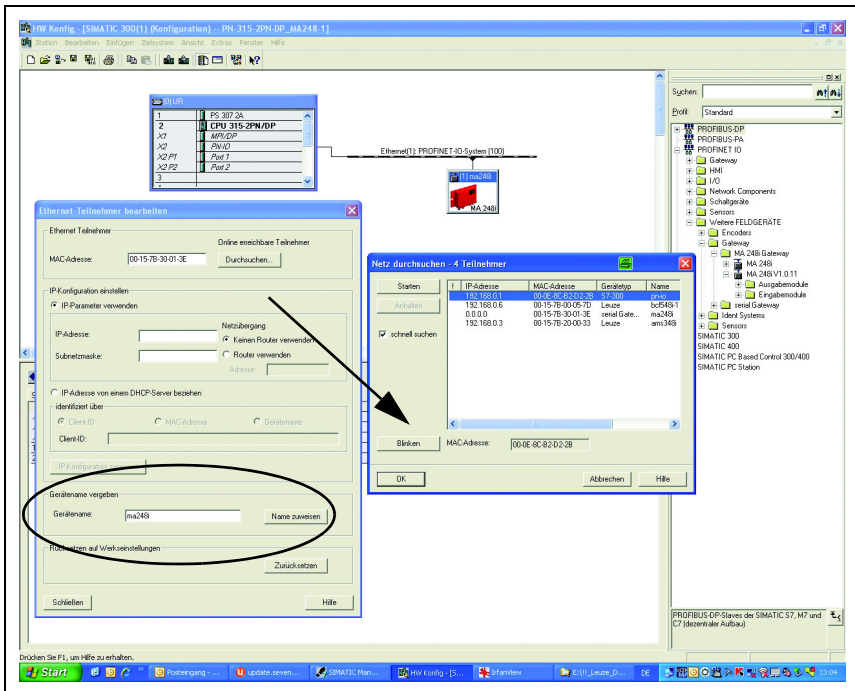 HW Konfig - [SIMATIC 300(1) (Konfiguration) -- PN-315-2PN-DP_MA248-1]
Station Bearbeiten Einfügen Zielsystem Ansicht Extras Fenster Hilfe
(0) UR
1 PS 307 2A
2 CPU 315-2PN/DP
X1 MPI/DP
X2 PN-IO
X2 P1 Port 1
X2 P2 Port 2
3
Ethernet(1): PROFINET-IO-System (100)
(1) ma248i
MA 248i
Suchen:
Profil: Standard
PROFIBUS-DP
PROFIBUS-PA
PROFINET IO
Gateway
HMI
I/O
Network Components
Schaltgeräte
Sensors
Weitere FELDGERÄTE
Encoders
Gateway
MA 248i Gateway
MA 248i
MA 248i V1.0.11
Ausgabemodule
Eingabemodule
serial Gateway
Ident Systems
Sensors
SIMATIC 300
SIMATIC 400
SIMATIC PC Based Control 300/400
SIMATIC PC Station
PROFIBUS-DP-Slaves der SIMATIC S7, M7 und
C7 (dezentraler Aufbau)
Ethernet-Teilnehmer bearbeiten
Ethernet Teilnehmer
Online erreichbare Teilnehmer
MAC-Adresse: 00-15-7B-30-01-3E Durchsuchen...
IP-Konfiguration einstellen
IP-Parameter verwenden
Netzübergang
IP-Adresse: Keinen Router verwenden
Subnetzmaske: Router verwenden
Adresse:
IP-Adresse von einem DHCP-Server beziehen
identifiziert über
Client-ID MAC-Adresse Gerätename
Client-ID:
IP-Konfiguration
Gerätename vergeben
Gerätename: ma248i Name zuweisen
Rücksetzen auf Werkseinstellungen
Zurücksetzen
Schließen Hilfe
Netz durchsuchen - 4 Teilnehmer
Starten
Anhalten
schnell suchen
! IP-Adresse MAC-Adresse Gerätetyp Name
192.168.0.1 00-0E-8C-B2-D2-2B S7-300 pn-io
192.168.0.6 00-15-7B-00-05-7D Leuze bcl548i-1
0.0.0.0 00-15-7B-30-01-3E serial Gate... ma248i
192.168.0.3 00-15-7B-20-00-33 Leuze ams348i
Blinken MAC-Adresse: 00-0E-8C-B2-D2-2B
OK Abbrechen Hilfe
Drücken Sie F1, um Hilfe zu erhalten.
Start Posteingang - ... update.seven... SIMATIC Man... HW Konfig - [S... IrfanView E:\!!_Leuze_D... DE 15:04